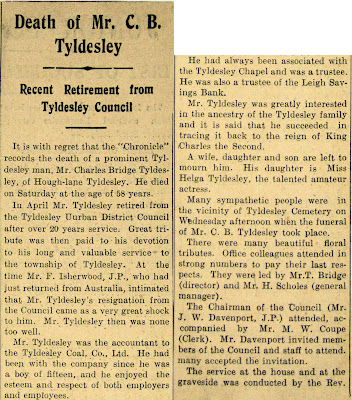 Death of Mr. C. B.
Tyldesley
Recent Retirement from
Tyldesley Council
It is with regret that the "Chronicle"
records the death of a prominent Tyl-
desley man, Mr. Charles Bridge Tyldes-
ley, of Hough-lane Tyldesley. He died
on Saturday at the age of 58 years.
In April Mr. Tyldesley retired from
the Tyldesley Uurban District Council
after over 20 years service. Great tri-
bute was then paid to his devotion
to his long and valuable service to
the township of Tyldesley. At the
time Mr. F. Isherwood, J.P., who had
just returned from Australia, intimated
that Mr. Tyldesley's resignation from
the Council came as a very great shock
to him. Mr. Tyldesley then was none
too well.
Mr. Tyldesley was the accountant to
the Tyldesley Coal, Co., Ltd. He had
been with the company since he was
a boy of fifteen, and he enjoyed the
esteem and respect of both employers
and employees.
He had always been associated with
the Tyldesley Chapel and was a trustee.
He was also a trustee of the Leigh Sav-
ings Bank.
Mr. Tyldesley was greatly interested
in the ancestry of the Tyldesley family
and it is said that he succeeded in
tracing it back to the reign of King
Charles the Second.
A wife, daughter and son are left to
mourn him. His daughter is Miss
Helga Tyldesley, the talented amateur
actress.
Many sympathetic people were in
the vicinity of Tyldesley Cemetery on
Wednesday afternoon when the funeral
of Mr. C. B. Tyldesley took place.
There were many beautiful floral
tributes. Office colleagues attended in
strong numbers to pay their last res-
pects. They were led by Mr.T. Bridge
(director) and Mr. H. Scholes (general
manager).
The Chairman of the Council (Mr.
J. W. Davenport, J.P.) attended, ac-
companied by Mr. M. W. Coupe
(Clerk). Mr. Davenport invited mem-
bers of the Council and staff to attend,
many accepted the invitation.
The service at the house and at the
graveside was conducted by the Rev.